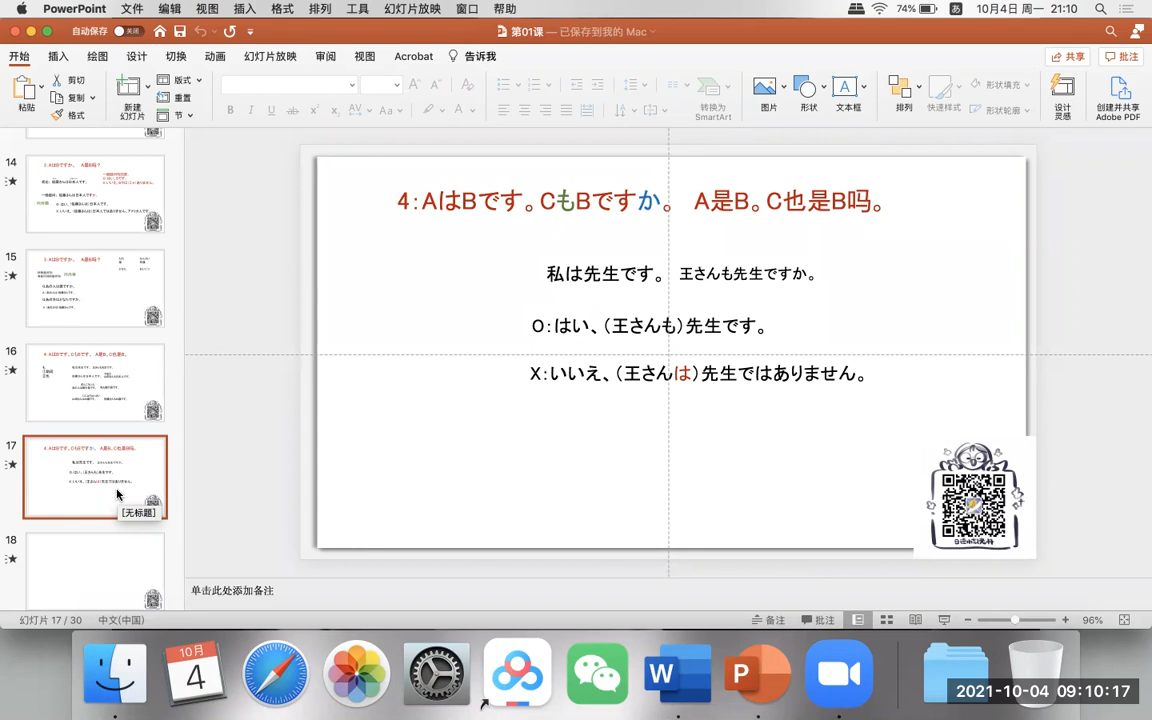 PowerPoint 文件 编辑 视图 插入 格式 排列 工具 幻灯片放映 窗口 帮助 74% あ 10月4日 周一 21:10
自动保存 关闭 第01课 — 已保存到我的 Mac
开始 插入 绘图 设计 切换 动画 幻灯片放映 审阅 视图 Acrobat 告诉我 共享 批注
粘贴 剪切 复制 格式 新建幻灯片 版式 重置 节 转换为 SmartArt 图片 形状 文本框 排列 快速样式 形状填充 形状轮廓 设计灵感 创建并共享 Adobe PDF
14
15
16
17
18
[无标题]
4:AはBです。CもBですか。 A是B。C也是B吗。
私は先生です。 王さんも先生ですか。
O:はい、(王さんも)先生です。
X:いいえ、(王さんは)先生ではありません。
单击此处添加备注
幻灯片 17 / 30 中文(中国) 备注 批注 96%
10月
4
W
P
2021-10-04 09:10:17